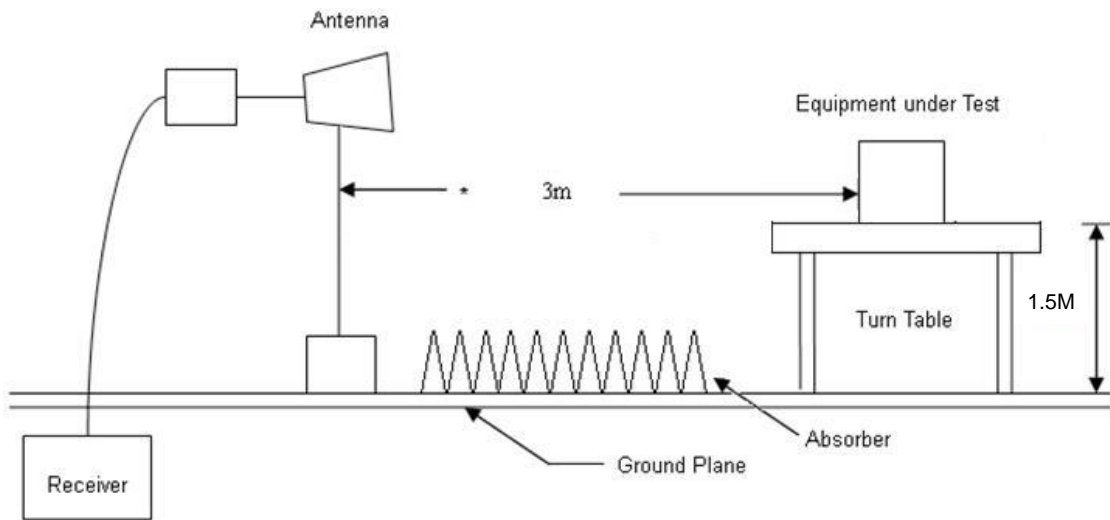 Antenna
Equipment under Test
* 3m
1.5M
Turn Table
Absorber
Ground Plane
Receiver